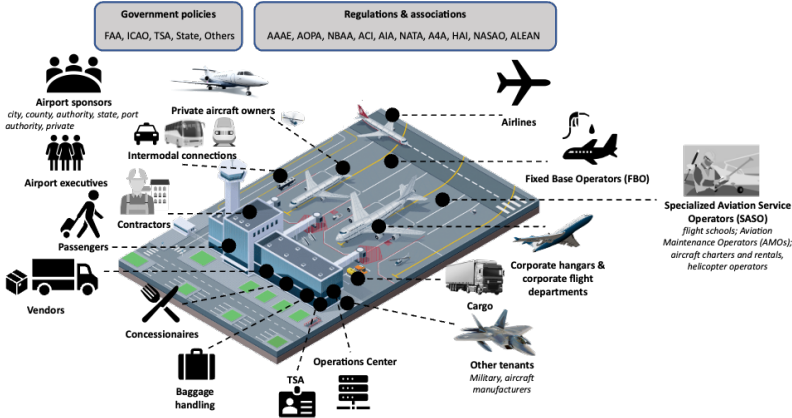 Government policies
FAA, ICAO, TSA, State, Others
Regulations & associations
AAAE, AOPA, NBAA, ACI, AIA, NATA, A4A, HAI, NASAO, ALEAN
Airport sponsors
city, county, authority, state, port
authority, private
Private aircraft owners
Airlines
Intermodal connections
Airport executives
Fixed Base Operators (FBO)
Contractors
Specialized Aviation Service
Operators (SASO)
flight schools; Aviation
Maintenance Operators (AMOs);
aircraft charters and rentals,
helicopter operators
Passengers
Corporate hangars &
corporate flight
departments
Vendors
Cargo
Concessionaires
Operations Center
Other tenants
Military, aircraft
manufacturers
Baggage
handling
TSA